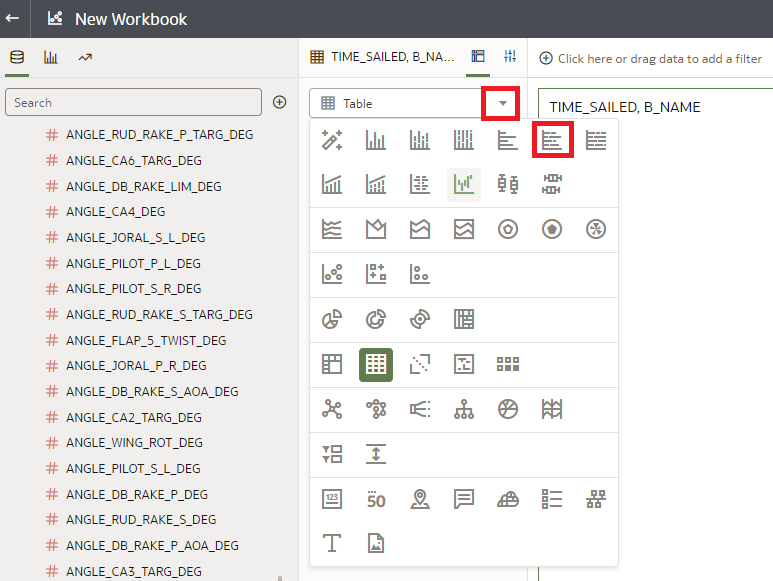 New Workbook
TIME_SAILED, B_NA...
Click here or drag data to add a filter
Search
Table
TIME_SAILED, B_NAME
# ANGLE_RUD_RAKE_P_TARG_DEG
# ANGLE_CA6_TARG_DEG
# ANGLE_DB_RAKE_LIM_DEG
# ANGLE_CA4_DEG
# ANGLE_JORAL_S_L_DEG
# ANGLE_PILOT_P_L_DEG
# ANGLE_PILOT_S_R_DEG
# ANGLE_RUD_RAKE_S_TARG_DEG
# ANGLE_FLAP_5_TWIST_DEG
# ANGLE_JORAL_P_R_DEG
# ANGLE_DB_RAKE_S_AOA_DEG
# ANGLE_CA2_TARG_DEG
# ANGLE_WING_ROT_DEG
# ANGLE_PILOT_S_L_DEG
# ANGLE_DB_RAKE_P_DEG
# ANGLE_RUD_RAKE_S_DEG
# ANGLE_DB_RAKE_P_AOA_DEG
# ANGLE_CA3_TARG_DEG
123
50
T